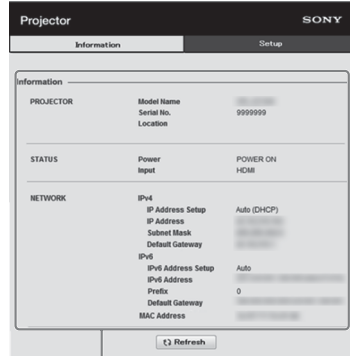 Projector SONY
Information Setup
Information
PROJECTOR Model Name
Serial No. 9999999
Location
STATUS Power POWER ON
Input HDMI
NETWORK IPv4
IP Address Setup Auto (DHCP)
IP Address
Subnet Mask
Default Gateway
IPv6
IPv6 Address Setup Auto
IPv6 Address
Prefix 0
Default Gateway
MAC Address
Refresh